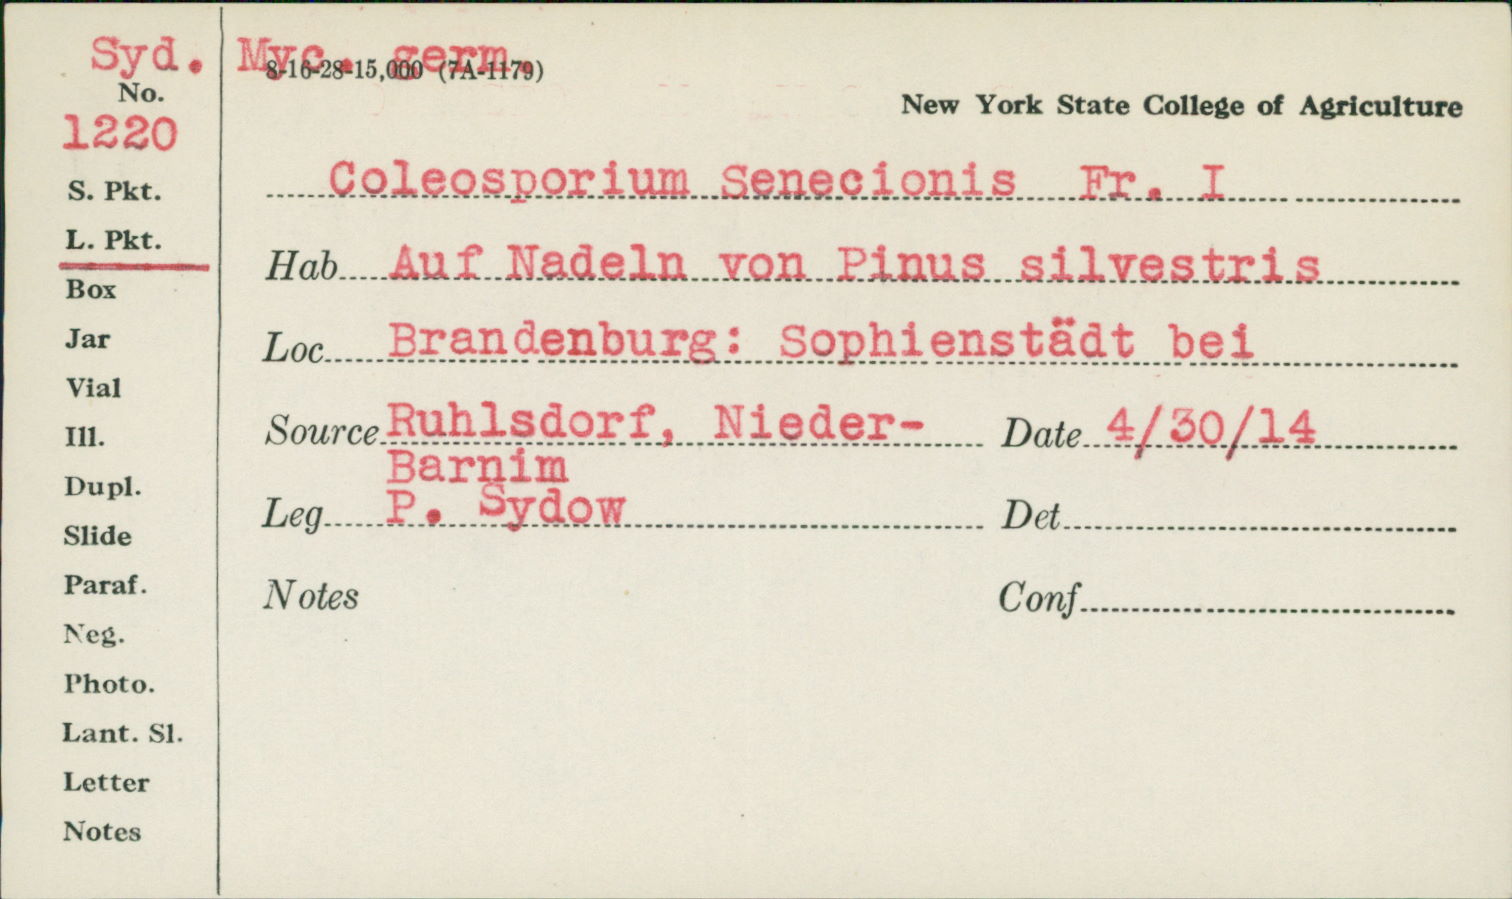 Syd. Myc. germ.
8-16-28-15,000 (7A-1179)
No.
1220
New York State College of Agriculture
S. Pkt.
Coleosporium Senecionis Fr. I
L. Pkt.
Hab. Auf Nadeln von Pinus silvestris
Box
Jar
Loc. Brandenburg: Sophienstädt bei
Vial
Ill.
Source Ruhlsdorf, Nieder- Date 4/30/14
Barnim
Dupl.
Leg. P. Sydow Det.
Slide
Paraf.
Notes Conf.
Neg.
Photo.
Lant. Sl.
Letter
Notes